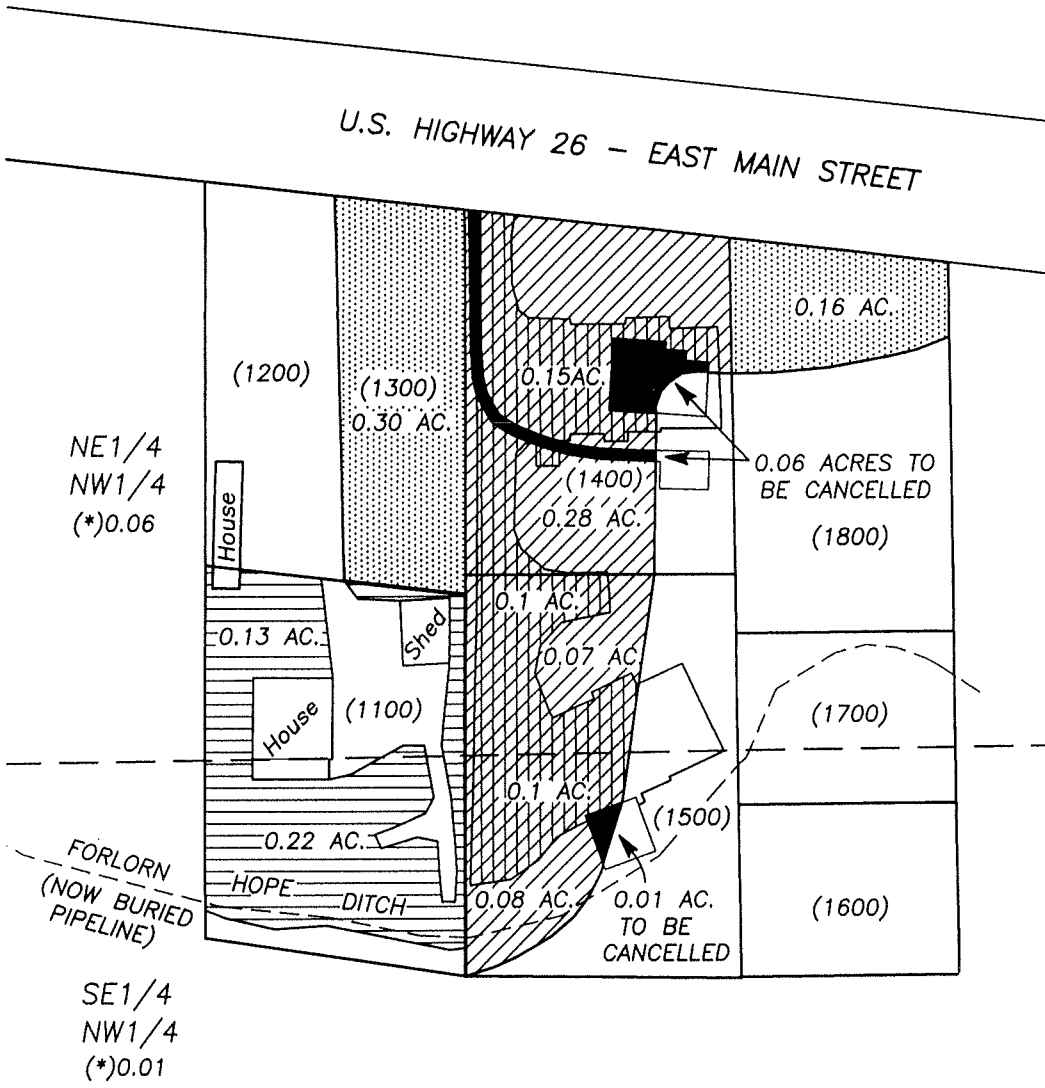 U.S. HIGHWAY 26 – EAST MAIN STREET
0.16 AC.
(1200)
(1300)
0.30 AC.
0.15AC.
NE1/4
NW1/4
(*)0.06
House
(1400)
0.28 AC.
0.06 ACRES TO
BE CANCELLED
(1800)
0.13 AC.
Shed
0.1 AC.
0.07 AC
House
(1100)
(1700)
0.1 AC.
0.22 AC.
(1500)
FORLORN
HOPE
DITCH
(NOW BURIED
PIPELINE)
0.08 AC.
0.01 AC.
TO BE
CANCELLED
(1600)
SE1/4
NW1/4
(*)0.01